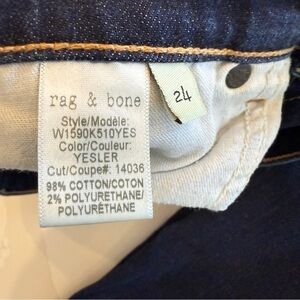 rag & bone
Style/Modèle:
W1590K510YES
Color/Couleur:
YESLER
Cut/Coupe#: 14036
98% COTTON/COTON
2% POLYURETHANE/
POLYURÉTHANE/
24